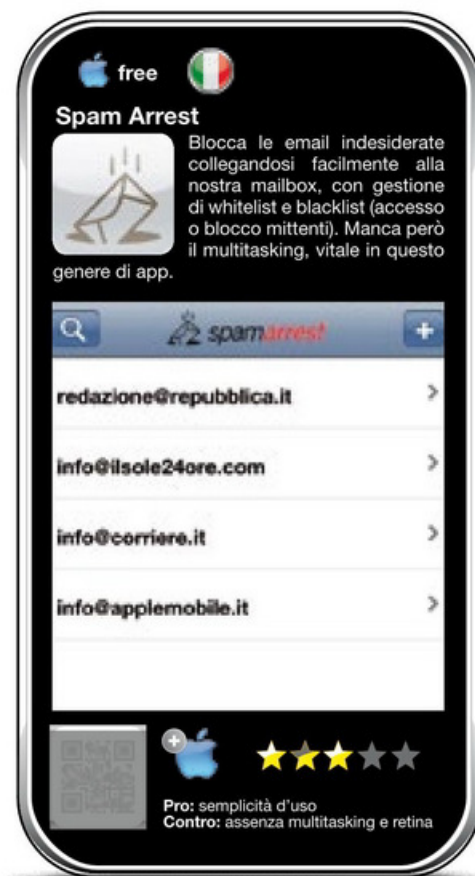 free
Spam Arrest
Blocca le email indesiderate
collegandosi facilmente alla
nostra mailbox, con gestione
di whitelist e blacklist (accesso
o blocco mittenti). Manca però
il multitasking, vitale in questo
genere di app.
spamarrest
redazione@repubblica.it
info@ilsole24ore.com
info@corriere.it
info@applemobile.it
Pro: semplicità d'uso
Contro: assenza multitasking e retina